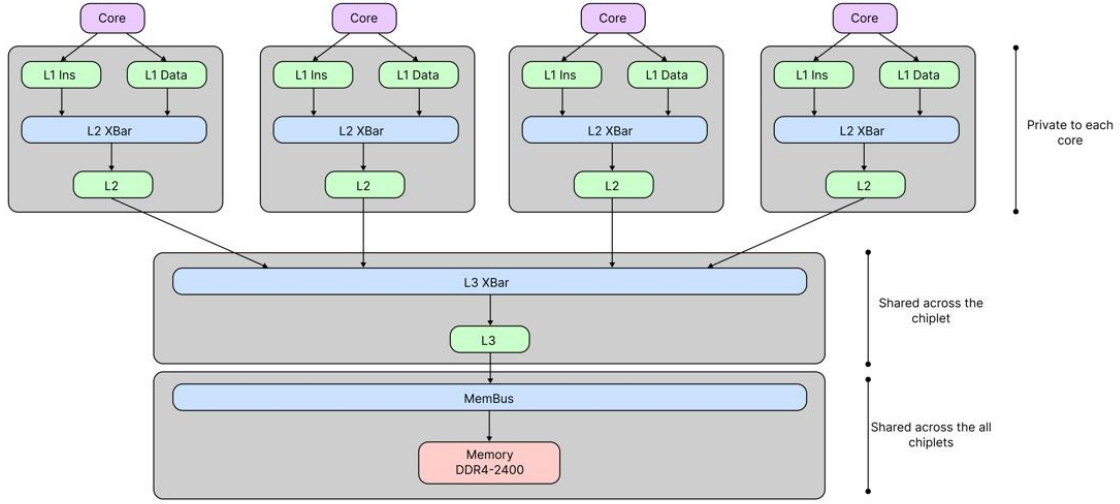 Core
Core
Core
Core
L1 Ins
L1 Data
L1 Ins
L1 Data
L1 Ins
L1 Data
L1 Ins
L1 Data
L2 XBar
L2 XBar
L2 XBar
L2 XBar
Private to each
core
L2
L2
L2
L2
L3 XBar
Shared across the
chiplet
L3
MemBus
Shared across the all
chiplets
Memory
DDR4-2400